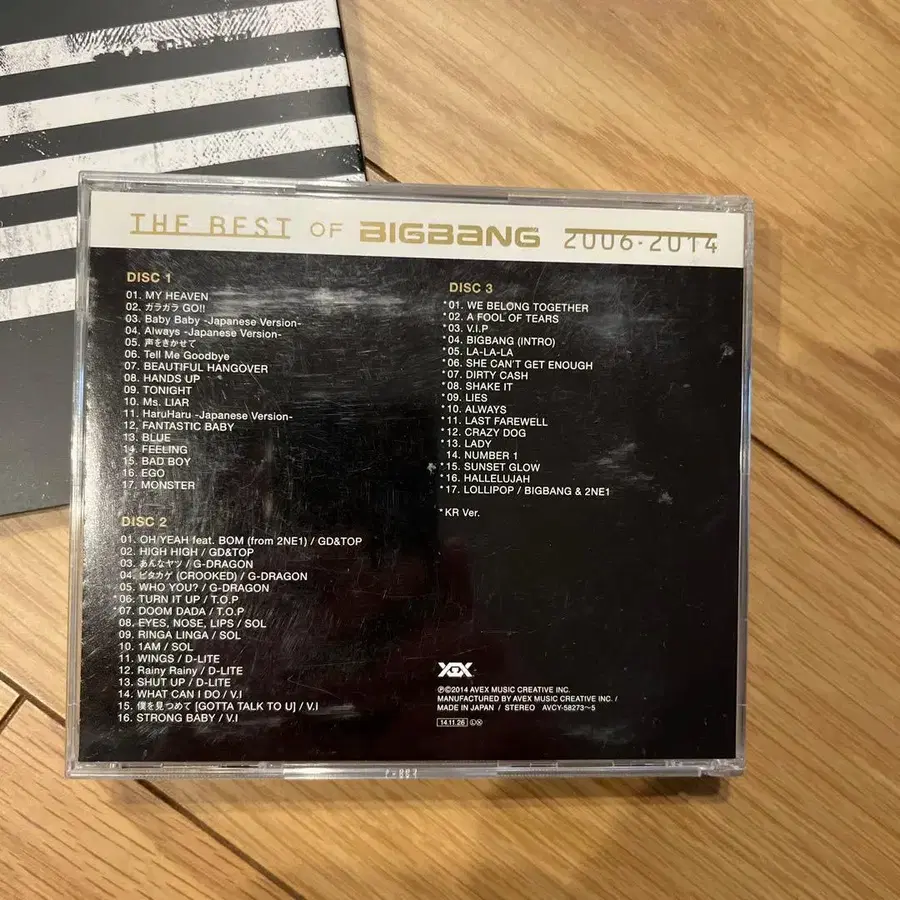 THE BEST OF BIGBANG 2006-2014
DISC 1
01. MY HEAVEN
02. ガラガラ GO!!
03. Baby Baby -Japanese Version-
04. Always -Japanese Version-
05. 声をきかせて
06. Tell Me Goodbye
07. BEAUTIFUL HANGOVER
08. HANDS UP
09. TONIGHT
10. Ms. LIAR
11. HaruHaru -Japanese Version-
12. FANTASTIC BABY
13. BLUE
14. FEELING
15. BAD BOY
16. EGO
17. MONSTER
DISC 2
01. OH YEAH feat. BOM (from 2NE1) / GD&TOP
02. HIGH HIGH / GD&TOP
03. あんなヤツ / G-DRAGON
04. ピタカゲ (CROOKED) / G-DRAGON
05. WHO YOU? / G-DRAGON
*06. TURN IT UP / T.O.P
*07. DOOM DADA / T.O.P
08. EYES, NOSE, LIPS / SOL
09. RINGA LINGA / SOL
10. 1AM / SOL
11. WINGS / D-LITE
12. Rainy Rainy / D-LITE
13. SHUT UP / D-LITE
14. WHAT CAN I DO / V.I
15. 僕を見つめて [GOTTA TALK TO U] / V.I
16. STRONG BABY / V.I
DISC 3
*01. WE BELONG TOGETHER
*02. A FOOL OF TEARS
*03. V.I.P
*04. BIGBANG (INTRO)
*05. LA-LA-LA
*06. SHE CAN'T GET ENOUGH
*07. DIRTY CASH
*08. SHAKE IT
*09. LIES
*10. ALWAYS
*11. LAST FAREWELL
*12. CRAZY DOG
*13. LADY
14. NUMBER 1
*15. SUNSET GLOW
*16. HALLELUJAH
*17. LOLLIPOP / BIGBANG & 2NE1
*KR Ver.
℗©2014 AVEX MUSIC CREATIVE INC.
MANUFACTURED BY AVEX MUSIC CREATIVE INC. /
MADE IN JAPAN / STEREO AVCY-58273～5
14.11.26 ⓁⓍ